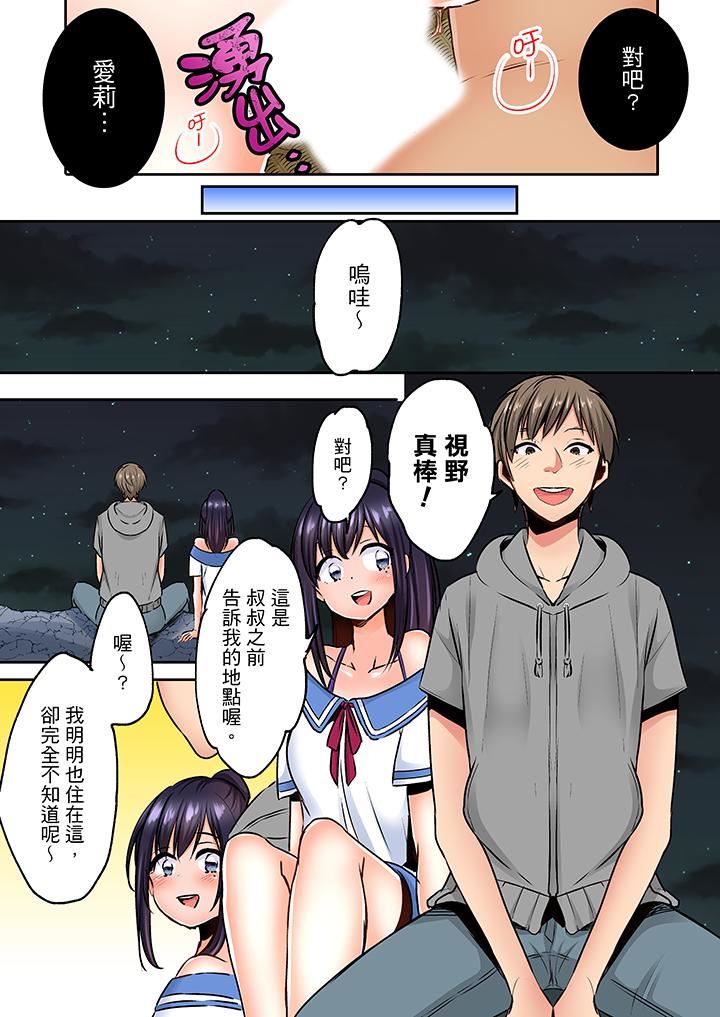 對吧？
呼—
湧出…
呼—
愛莉…
嗚哇～
視野
真棒！
對吧？
這是
叔叔之前
告訴我的地點喔。
喔～？
我明明也住在這，
卻完全不知道呢～